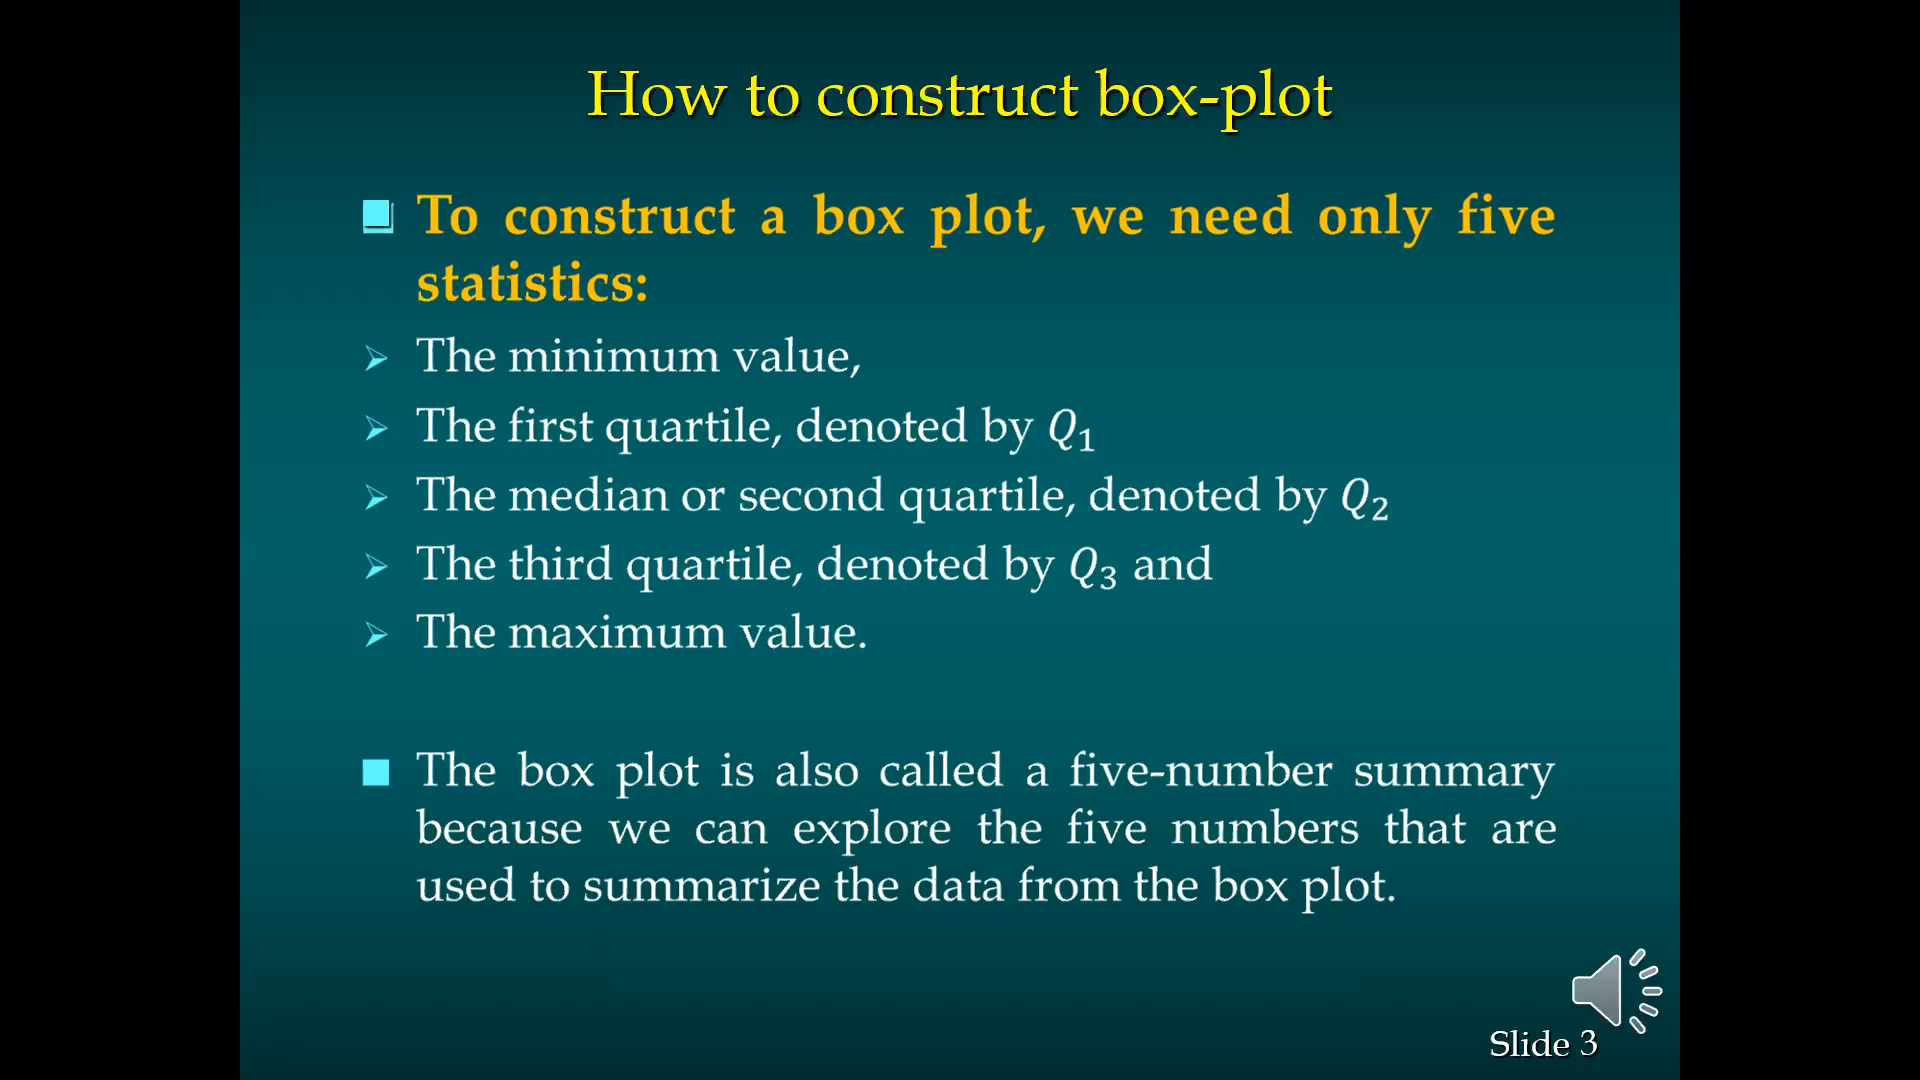 How to construct box-plot
To construct a box plot, we need only five
statistics:
The minimum value,
The first quartile, denoted by Q₁
The median or second quartile, denoted by Q₂
The third quartile, denoted by Q₃ and
The maximum value.
The box plot is also called a five-number summary
because we can explore the five numbers that are
used to summarize the data from the box plot.
Slide 3